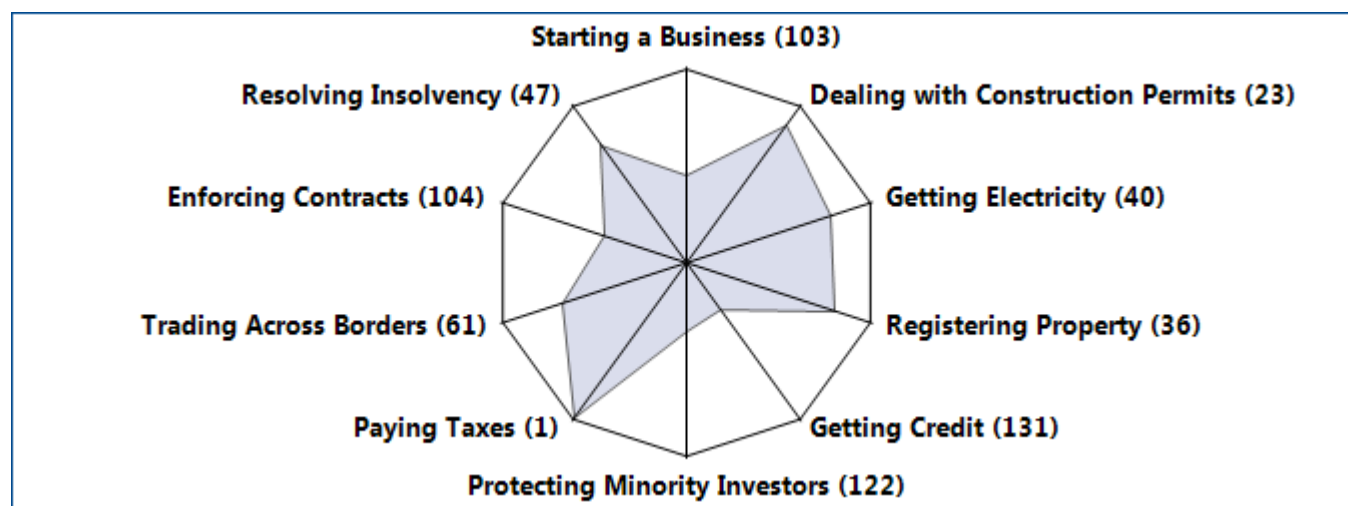 Starting a Business (103)
Resolving Insolvency (47)
Dealing with Construction Permits (23)
Enforcing Contracts (104)
Getting Electricity (40)
Trading Across Borders (61)
Registering Property (36)
Paying Taxes (1)
Getting Credit (131)
Protecting Minority Investors (122)